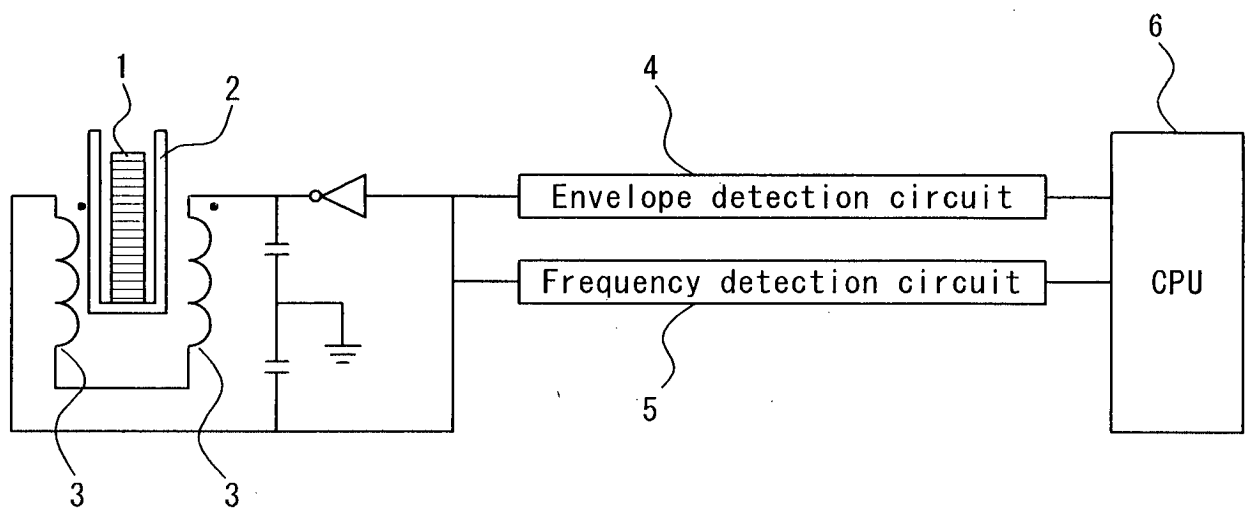 6
1
2
4
Envelope detection circuit
Frequency detection circuit
CPU
5
3
3